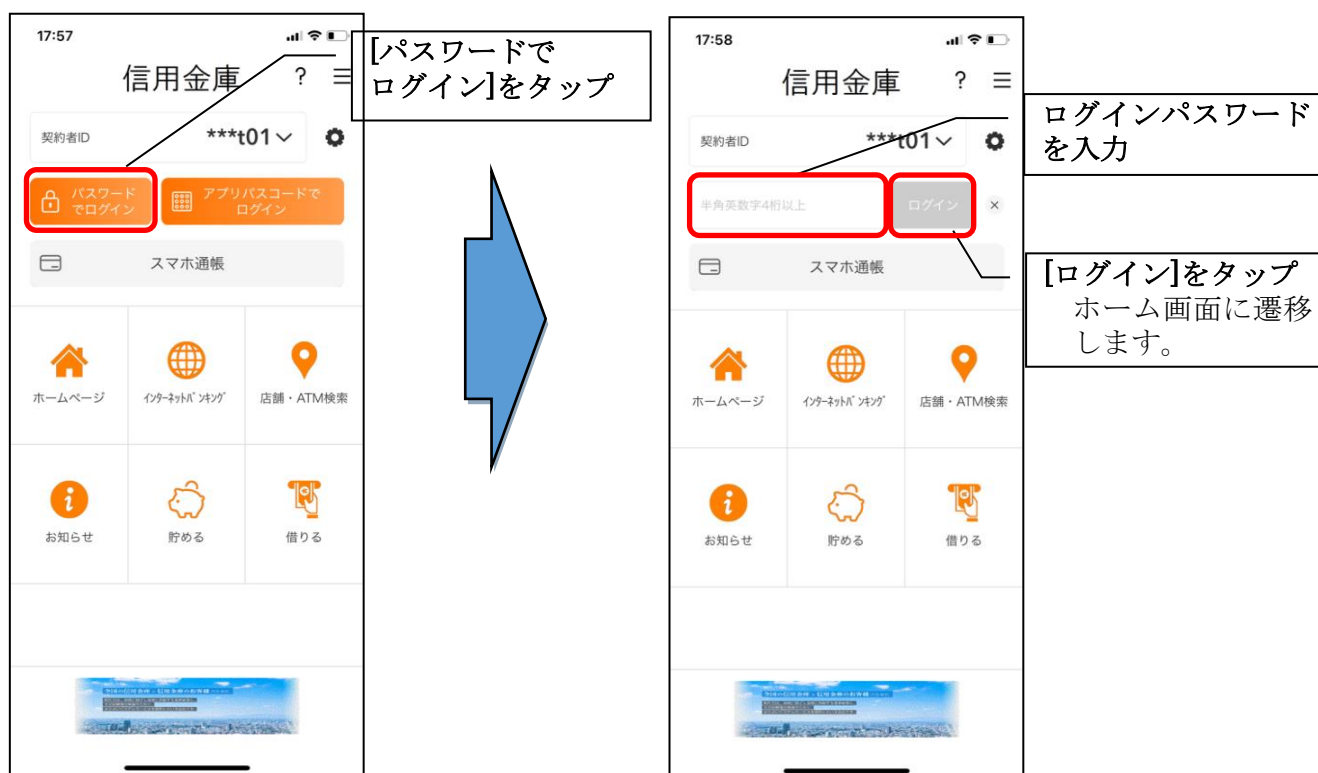 17:57
信用金庫 ?
契約者ID ***t01
パスワード
でログイン
アプリパスコードで
ログイン
スマホ通帳
ホームページ
インターネットバンキング
店舗・ATM検索
お知らせ
貯める
借りる
[パスワードで
ログイン]をタップ
17:58
信用金庫 ?
契約者ID ***t01
半角英数字4桁以上
ログイン
スマホ通帳
ホームページ
インターネットバンキング
店舗・ATM検索
お知らせ
貯める
借りる
ログインパスワード
を入力
[ログイン]をタップ
ホーム画面に遷移
します。